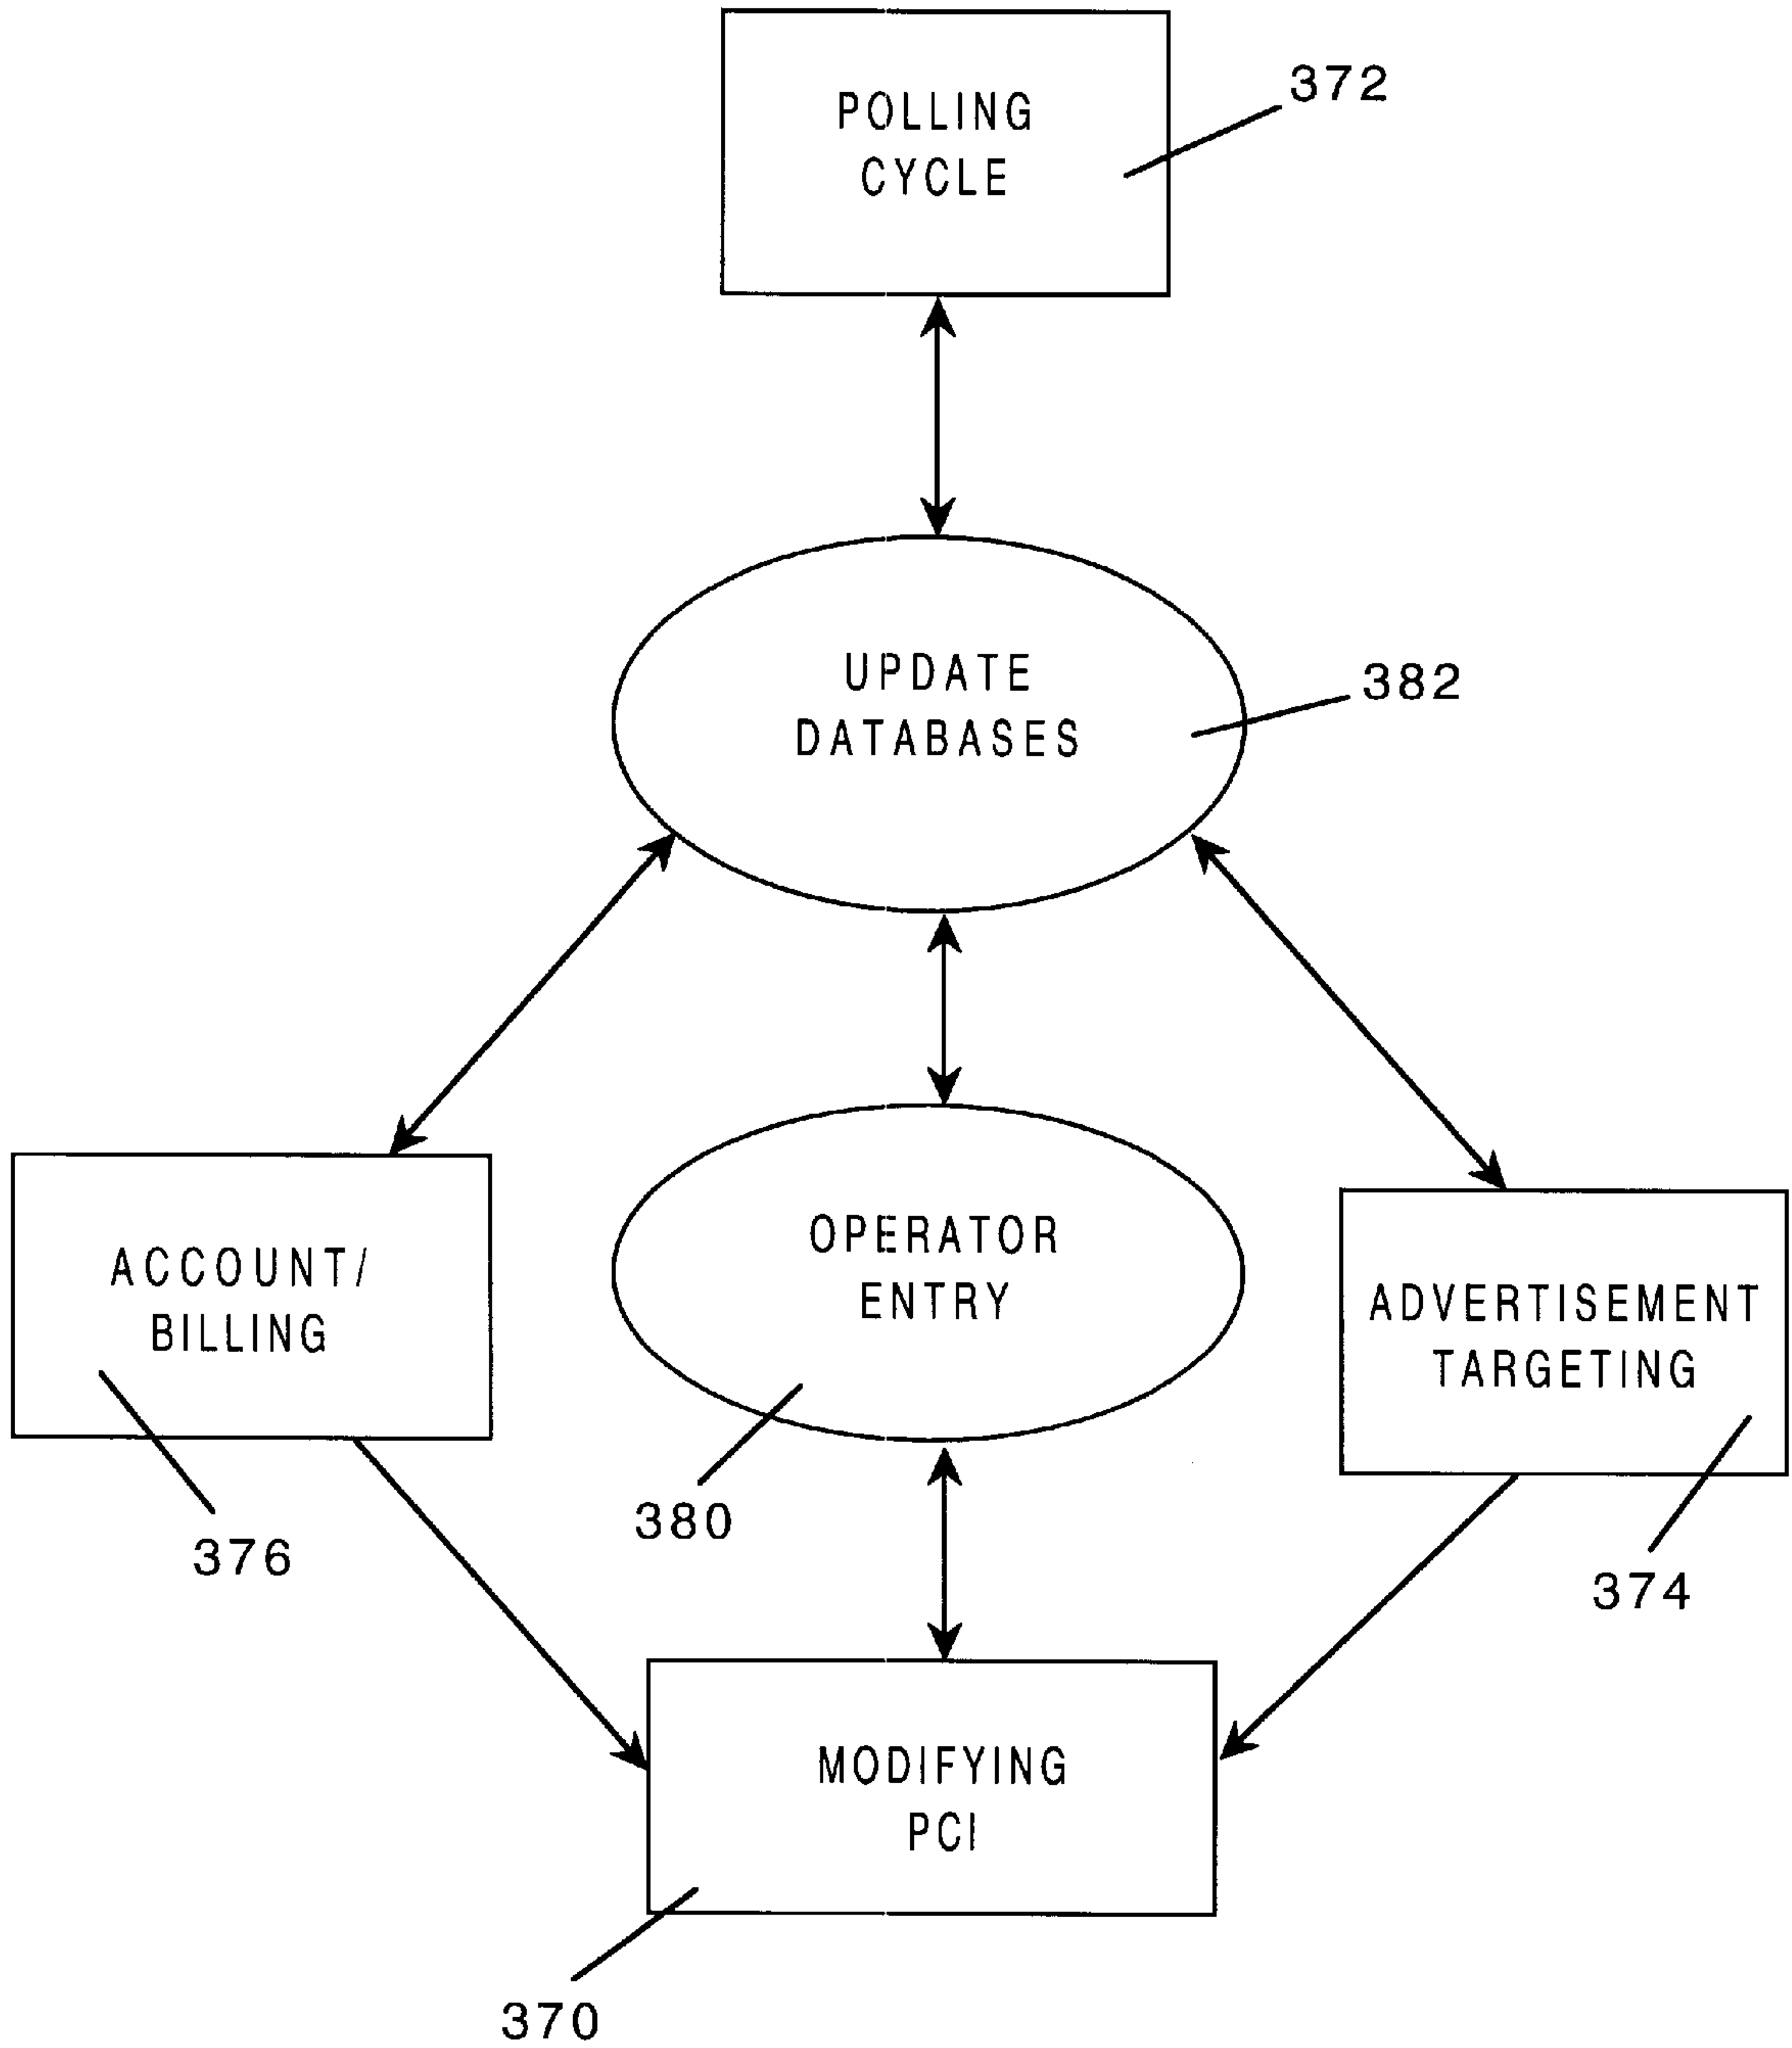 POLLING
CYCLE
372
UPDATE
DATABASES
382
ACCOUNT/
BILLING
376
OPERATOR
ENTRY
380
ADVERTISEMENT
TARGETING
374
MODIFYING
PCI
370